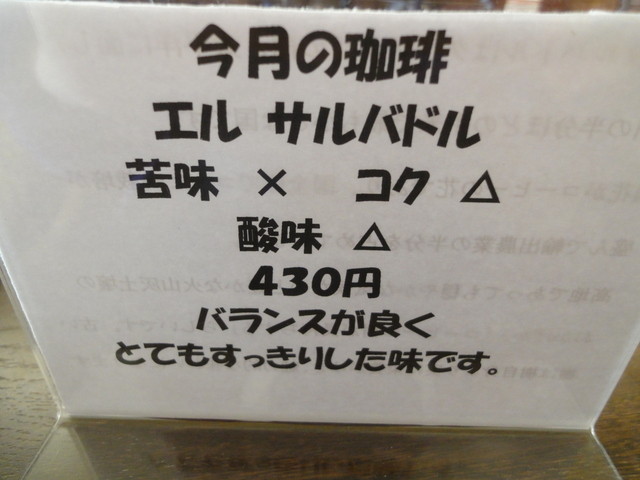 今月の珈琲
エル サルバドル
苦味 × コク △
酸味 △
430円
バランスが良く
とてもすっきりした味です。